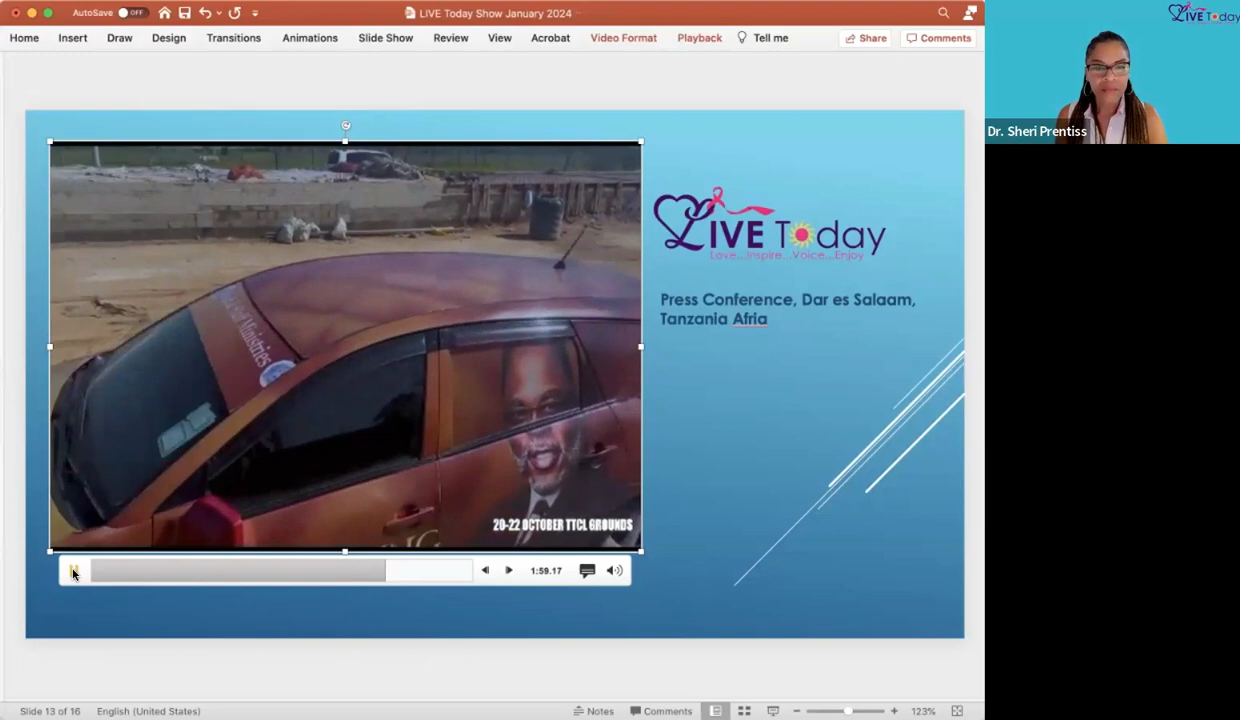 AutoSave OFF
LIVE Today Show January 2024
Home Insert Draw Design Transitions Animations Slide Show Review View Acrobat Video Format Playback Tell me Share Comments
LIVE Today
Dr. Sheri Prentiss
Ministries
20-22 OCTOBER TTCL GROUNDS
1:59.17
LIVE Today
Love...Inspire...Voice...Enjoy
Press Conference, Dar es Salaam,
Tanzania Afria
Slide 13 of 16 English (United States) Notes Comments 123%